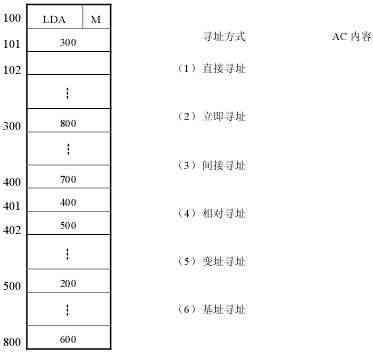 100 LDA M
101 300 寻址方式 AC 内容
102 (1) 直接寻址
⋮
300 800 (2) 立即寻址
⋮
(3) 间接寻址
400 700
401 400
402 500 (4) 相对寻址
⋮
(5) 变址寻址
500 200
⋮ (6) 基址寻址
800 600